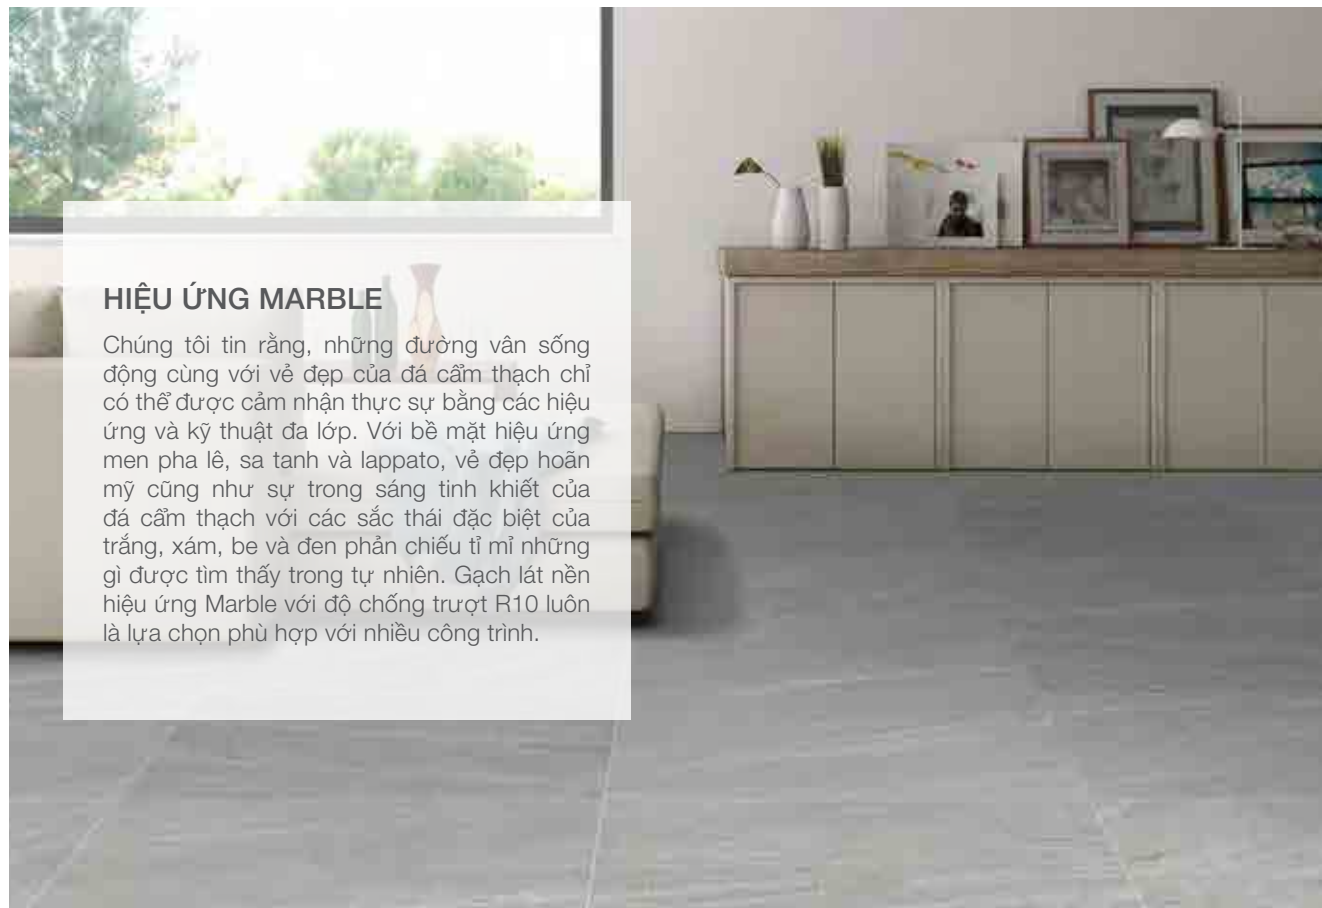 HIỆU ỨNG MARBLE
Chúng tôi tin rằng, những đường vân sống
động cùng với vẻ đẹp của đá cẩm thạch chỉ
có thể được cảm nhận thực sự bằng các hiệu
ứng và kỹ thuật đa lớp. Với bề mặt hiệu ứng
men pha lê, sa tanh và lappato, vẻ đẹp hoãn
mỹ cũng như sự trong sáng tinh khiết của
đá cẩm thạch với các sắc thái đặc biệt của
trắng, xám, be và đen phản chiếu tỉ mỉ những
gì được tìm thấy trong tự nhiên. Gạch lát nền
hiệu ứng Marble với độ chống trượt R10 luôn
là lựa chọn phù hợp với nhiều công trình.